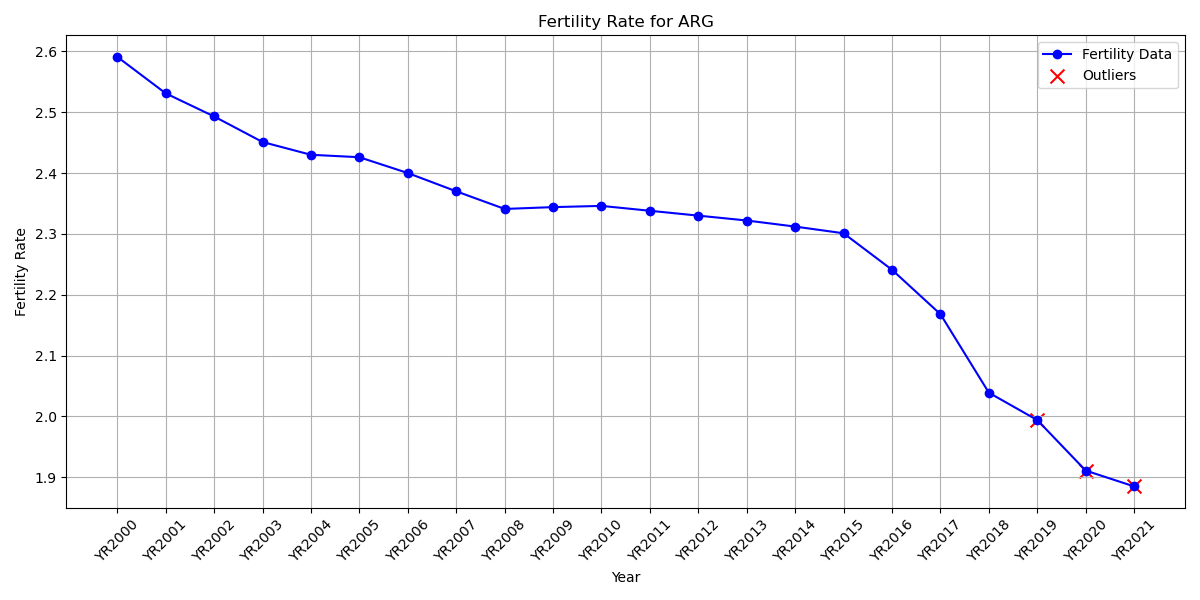 Fertility Rate for ARG
Fertility Data
Outliers
Fertility Rate
2.6
2.5
2.4
2.3
2.2
2.1
2.0
1.9
YR2000
YR2001
YR2002
YR2003
YR2004
YR2005
YR2006
YR2007
YR2008
YR2009
YR2010
YR2011
YR2012
YR2013
YR2014
YR2015
YR2016
YR2017
YR2018
YR2019
YR2020
YR2021
Year